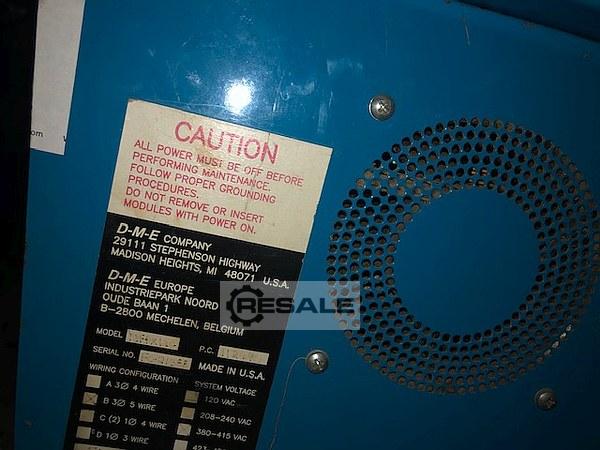 com
CAUTION
ALL POWER MUST BE OFF BEFORE
PERFORMING MAINTENANCE.
FOLLOW PROPER GROUNDING
PROCEDURES.
DO NOT REMOVE OR INSERT
MODULES WITH POWER ON.
D-M-E COMPANY
29111 STEPHENSON HIGHWAY
MADISON HEIGHTS, MI 48071 U.S.A.
D-M-E EUROPE
INDUSTRIEPARK NOORD
OUDE BAAN 1
B-2800 MECHELEN, BELGIUM
RESALE
MODEL
P.C.
SERIAL NO.
MADE IN U.S.A.
WIRING CONFIGURATION
SYSTEM VOLTAGE
A 3Ø 4 WIRE
120 VAC
B 3Ø 5 WIRE
208-240 VAC
C (2) 1Ø 4 WIRE
380-415 VAC
D 1Ø 3 WIRE